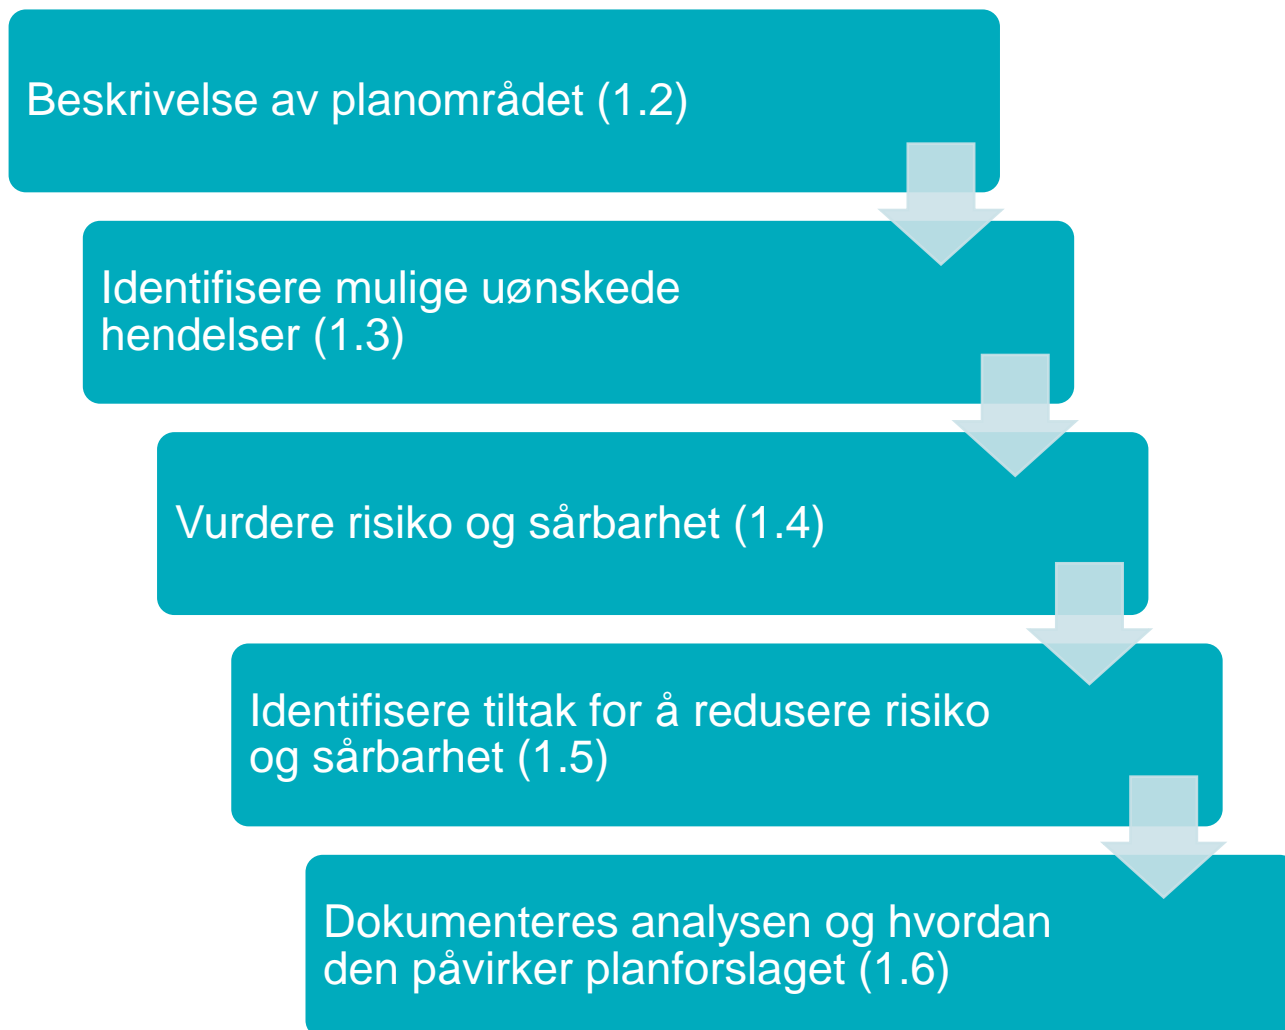 Beskrivelse av planområdet (1.2)
Identifisere mulige uønskede
hendelser (1.3)
Vurdere risiko og sårbarhet (1.4)
Identifisere tiltak for å redusere risiko
og sårbarhet (1.5)
Dokumenteres analysen og hvordan
den påvirker planforslaget (1.6)